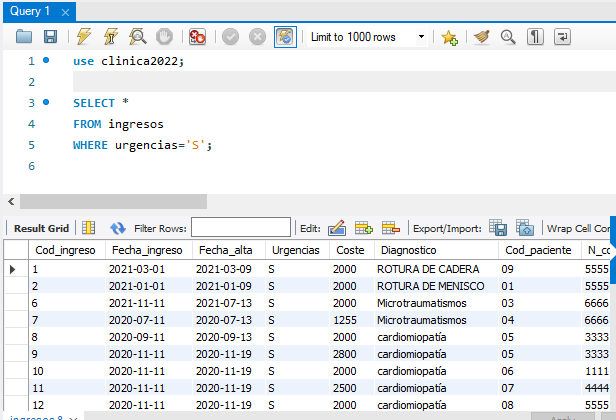 Query 1
Limit to 1000 rows
1 use clinica2022;
2
3 SELECT *
4 FROM ingresos
5 WHERE urgencias='S';
6
Result Grid Filter Rows: Edit: Export/Import: Wrap Cell Con
Cod_ingreso Fecha_ingreso Fecha_alta Urgencias Coste Diagnostico Cod_paciente N_co
1 2021-03-01 2021-03-09 S 2000 ROTURA DE CADERA 09 5555
2 2021-01-01 2021-01-09 S 2000 ROTURA DE MENISCO 01 5555
6 2021-11-11 2021-07-13 S 2000 Microtraumatismos 03 6666
7 2020-07-11 2020-07-13 S 1255 Microtraumatismos 04 6666
8 2020-09-11 2020-09-13 S 2000 cardiomiopatía 05 3333
9 2020-11-11 2020-11-19 S 2800 cardiomiopatía 05 3333
10 2020-11-11 2020-11-19 S 2000 cardiomiopatía 06 1111
11 2020-11-11 2020-11-19 S 2500 cardiomiopatía 07 4444
12 2020-11-11 2020-11-19 S 2000 cardiomiopatía 08 5555
ingresos 8 Apply